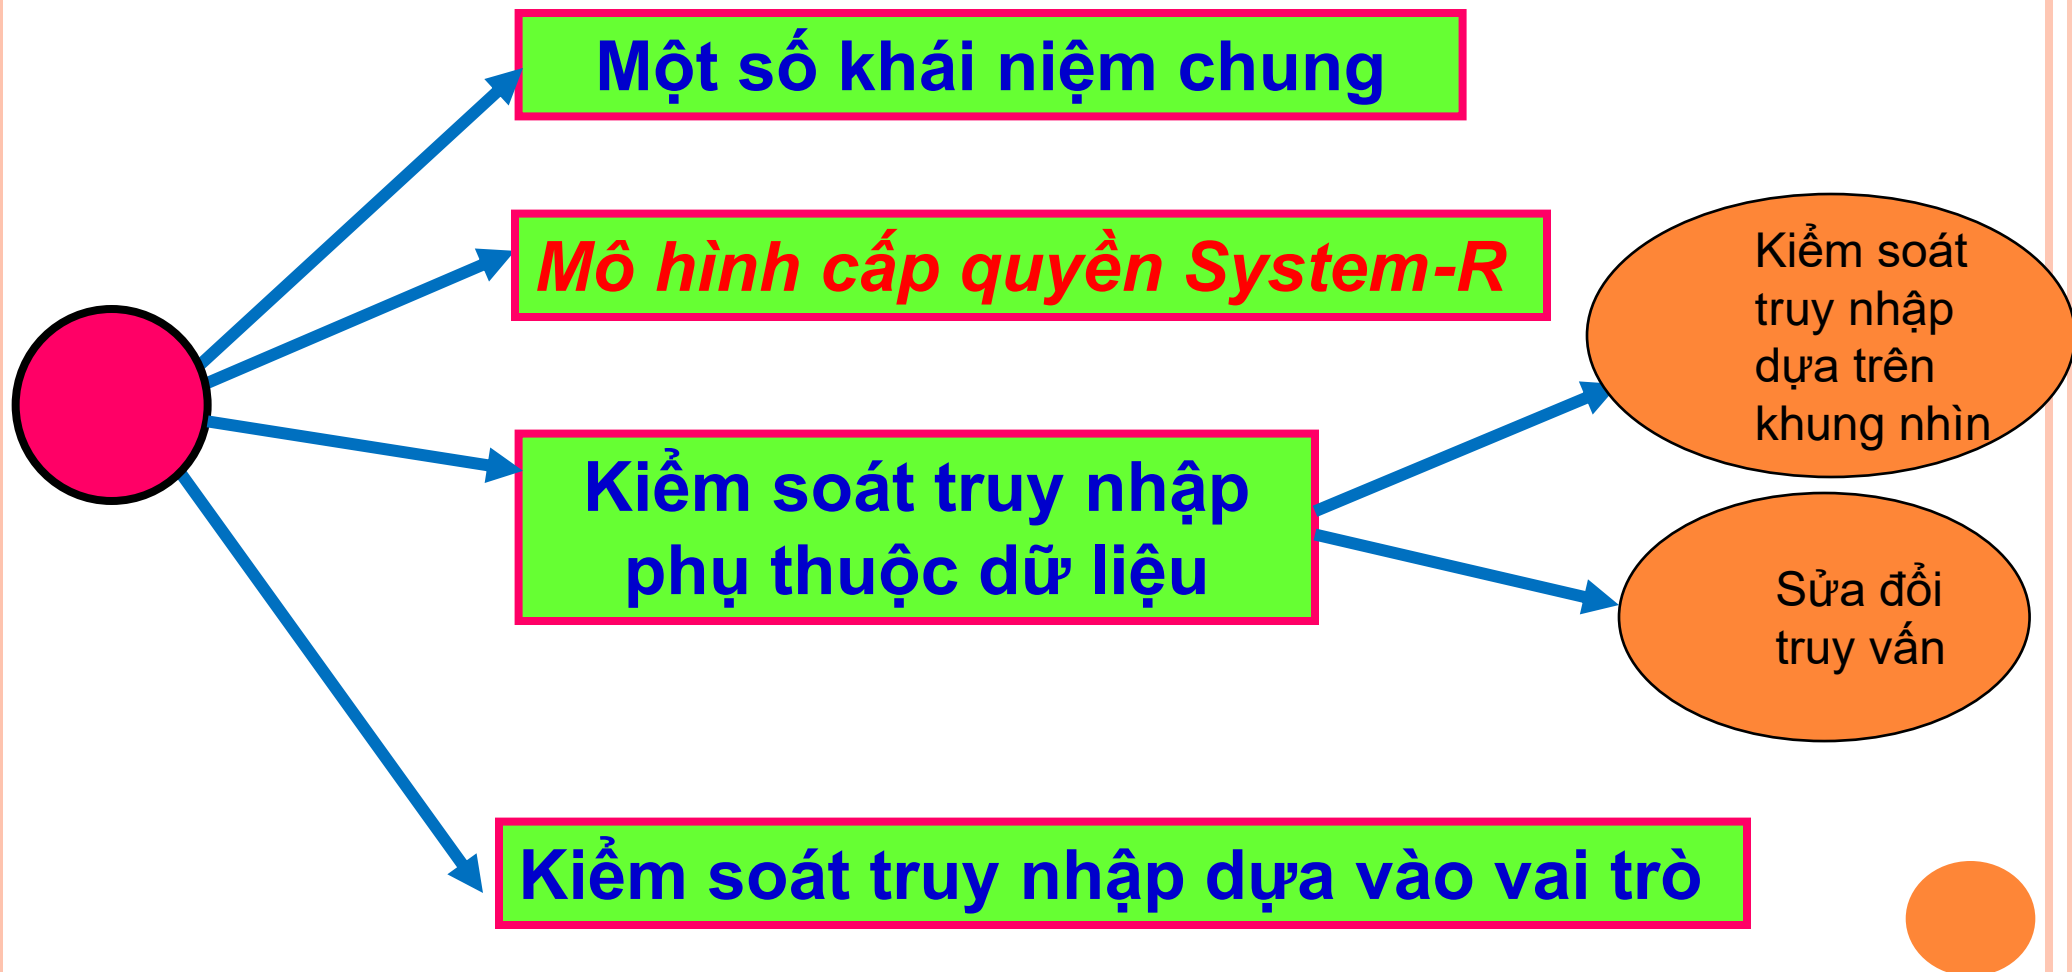 Một số khái niệm chung
Mô hình cấp quyền System-R
Kiểm soát
truy nhập
dựa trên
khung nhìn
Kiểm soát truy nhập
phụ thuộc dữ liệu
Sửa đổi
truy vấn
Kiểm soát truy nhập dựa vào vai trò